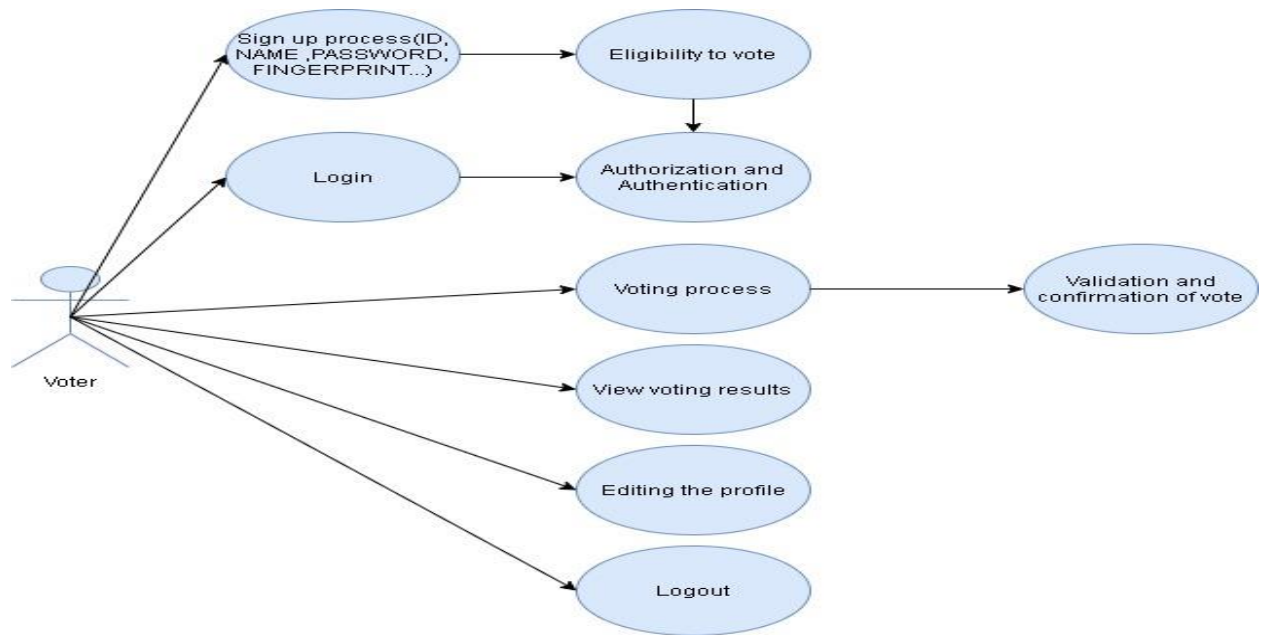 Sign up process(ID,
NAME ,PASSWORD,
FINGERPRINT...)
Eligibility to vote
Login
Authorization and
Authentication
Voting process
Validation and
confirmation of vote
Voter
View voting results
Editing the profile
Logout